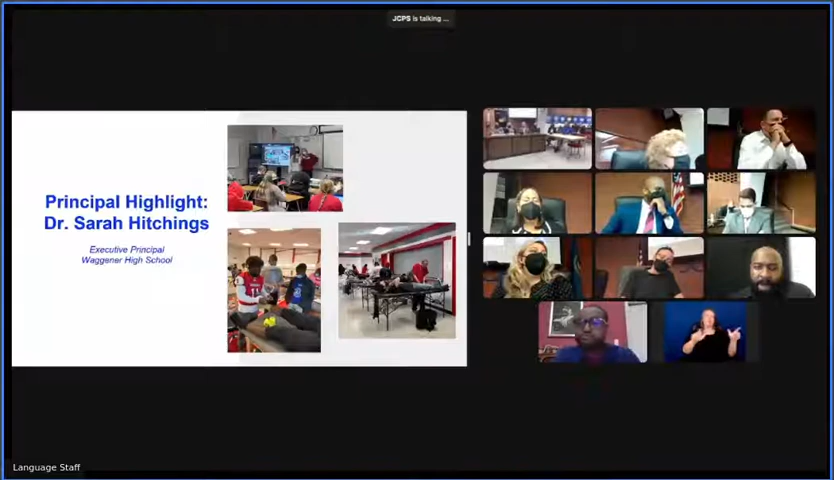 JCPS is talking ...
Principal Highlight:
Dr. Sarah Hitchings
Executive Principal
Waggener High School
Language Staff